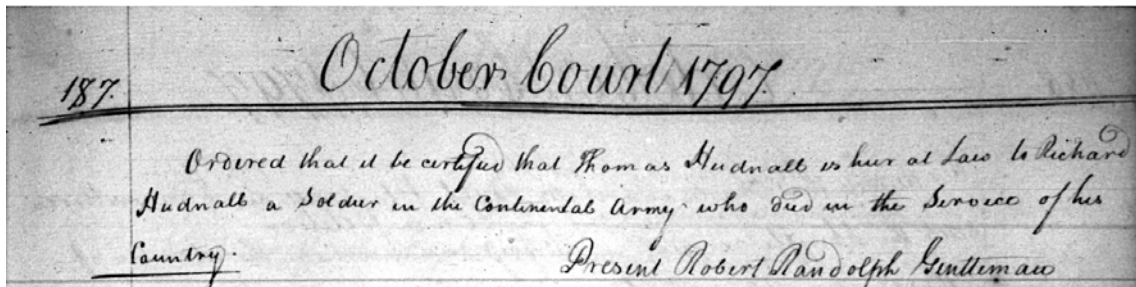 October Court 1797.
187.
Ordered that it be certified that Thomas Hudnall is heir at Law to Richard
Hudnall a Soldier in the Continental Army who died in the Service of his
Country.
Present Robert Randolph Gentleman